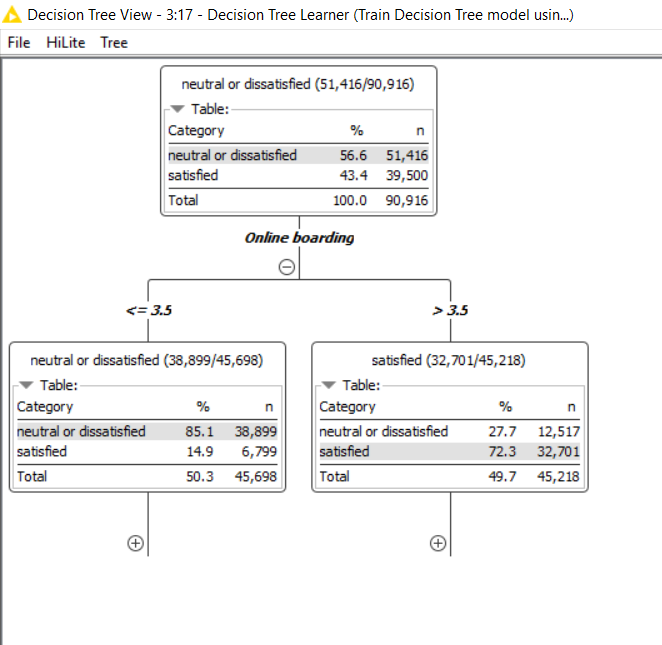 Decision Tree View - 3:17 - Decision Tree Learner (Train Decision Tree model usin...)
File HiLite Tree
neutral or dissatisfied (51,416/90,916)
Table:
Category % n
neutral or dissatisfied 56.6 51,416
satisfied 43.4 39,500
Total 100.0 90,916
Online boarding
<= 3.5
> 3.5
neutral or dissatisfied (38,899/45,698)
Table:
Category % n
neutral or dissatisfied 85.1 38,899
satisfied 14.9 6,799
Total 50.3 45,698
satisfied (32,701/45,218)
Table:
Category % n
neutral or dissatisfied 27.7 12,517
satisfied 72.3 32,701
Total 49.7 45,218